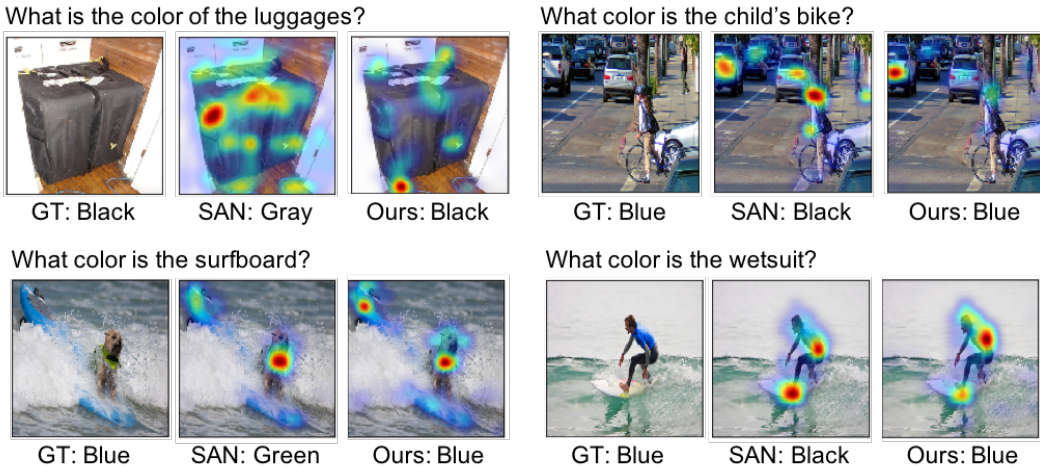 What is the color of the luggages?
GT: Black
SAN: Gray
Ours: Black
What color is the child's bike?
GT: Blue
SAN: Black
Ours: Blue
What color is the surfboard?
GT: Blue
SAN: Green
Ours: Blue
What color is the wetsuit?
GT: Blue
SAN: Black
Ours: Blue